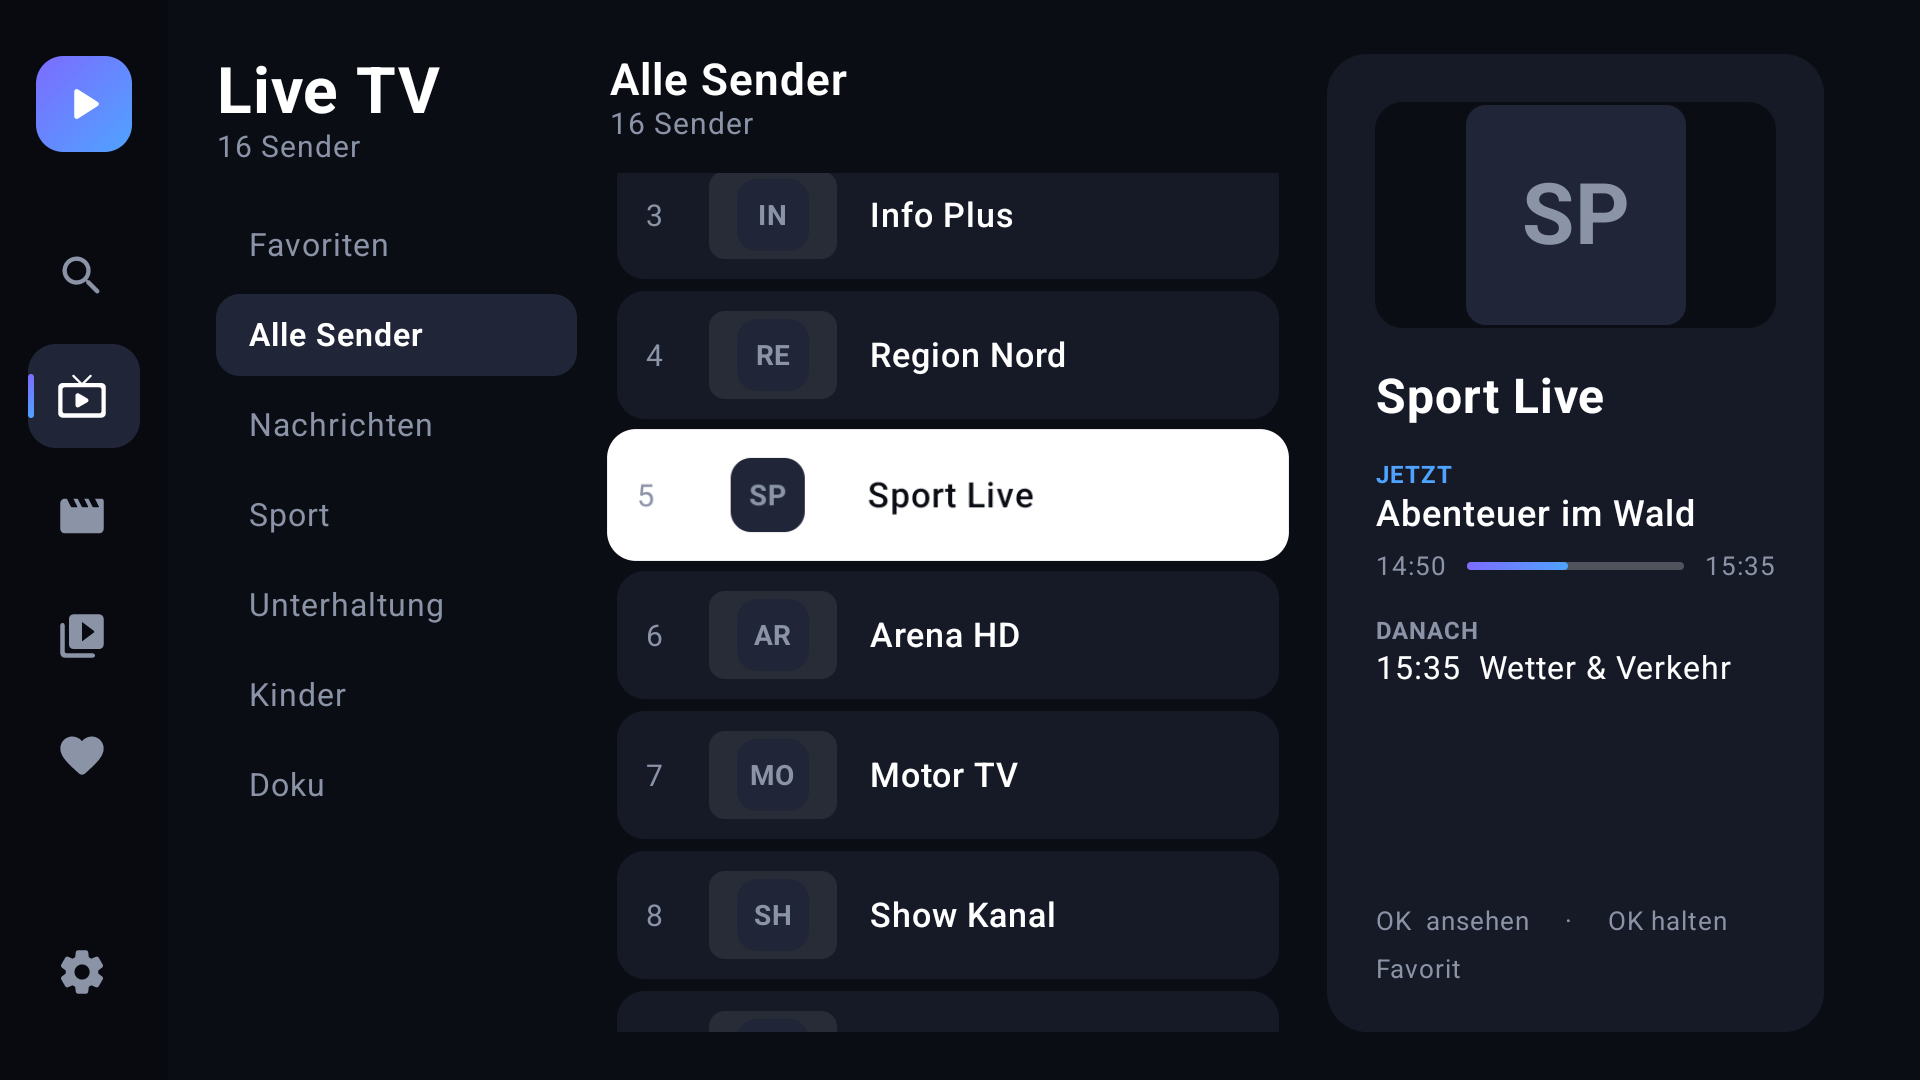 Live TV
16 Sender
Favoriten
Alle Sender
Nachrichten
Sport
Unterhaltung
Kinder
Doku
Alle Sender
16 Sender
3 IN Info Plus
4 RE Region Nord
5 SP Sport Live
6 AR Arena HD
7 MO Motor TV
8 SH Show Kanal
SP
Sport Live
JETZT
Abenteuer im Wald
14:50 15:35
DANACH
15:35 Wetter & Verkehr
OK ansehen · OK halten
Favorit